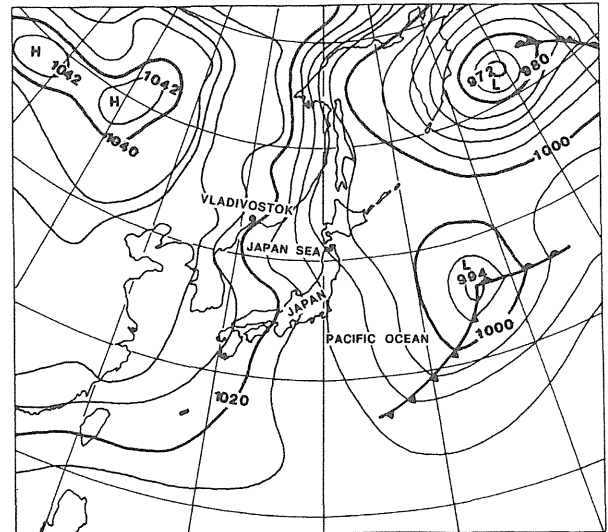 H
1042
1042
H
1040
972
L
980
1000
VLADIVOSTOK
JAPAN SEA
L
994
JAPAN
1000
PACIFIC OCEAN
1020